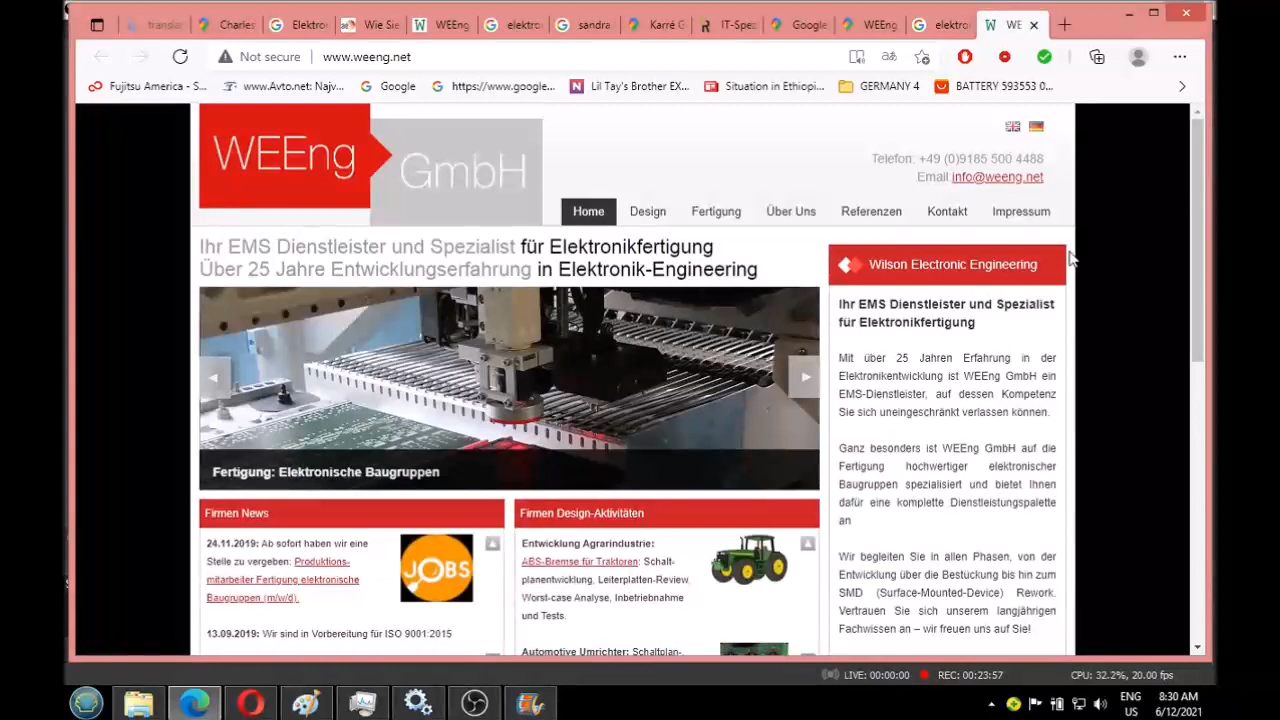 translat
Charles
Elektro
Wie Sie
WEEng
elektro
sandra
Karré G
IT-Spez
Google
WEEng
elektro
WE
Not secure
www.weeng.net
Fujitsu America - S...
www.Avto.net: Najv...
Google
https://www.google...
Lil Tay's Brother EX...
Situation in Ethiopi...
GERMANY 4
BATTERY 593553 0...
WEEng
GmbH
Telefon: +49 (0)9185 500 4488
Email info@weeng.net
Home
Design
Fertigung
Über Uns
Referenzen
Kontakt
Impressum
Ihr EMS Dienstleister und Spezialist für Elektronikfertigung
Über 25 Jahre Entwicklungserfahrung in Elektronik-Engineering
Fertigung: Elektronische Baugruppen
Wilson Electronic Engineering
Ihr EMS Dienstleister und Spezialist
für Elektronikfertigung
Mit über 25 Jahren Erfahrung in der
Elektronikentwicklung ist WEEng GmbH ein
EMS-Dienstleister, auf dessen Kompetenz
Sie sich uneingeschränkt verlassen können.
Ganz besonders ist WEEng GmbH auf die
Fertigung hochwertiger elektronischer
Baugruppen spezialisiert und bietet Ihnen
dafür eine komplette Dienstleistungspalette
an
Wir begleiten Sie in allen Phasen, von der
Entwicklung über die Bestückung bis hin zum
SMD (Surface-Mounted-Device) Rework.
Vertrauen Sie sich unserem langjährigen
Fachwissen an – wir freuen uns auf Sie!
Firmen News
24.11.2019: Ab sofort haben wir eine
Stelle zu vergeben: Produktions-
mitarbeiter Fertigung elektronische
Baugruppen (m/w/d).
JOBS
13.09.2019: Wir sind in Vorbereitung für ISO 9001:2015
Firmen Design-Aktivitäten
Entwicklung Agrarindustrie:
ABS-Bremse für Traktoren: Schalt-
planentwicklung, Leiterplatten-Review,
Worst-case Analyse, Inbetriebnahme
und Tests.
Automotive Umrichter: Schaltplan-
LIVE: 00:00:00
REC: 00:23:57
CPU: 32.2%, 20.00 fps
ENG
US
8:30 AM
6/12/2021